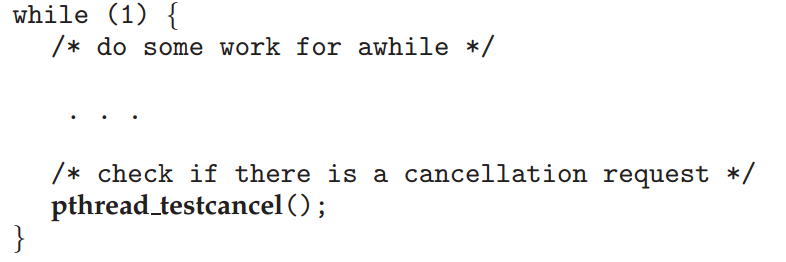 while (1) {
/* do some work for awhile */
. . .
/* check if there is a cancellation request */
pthread_testcancel();
}